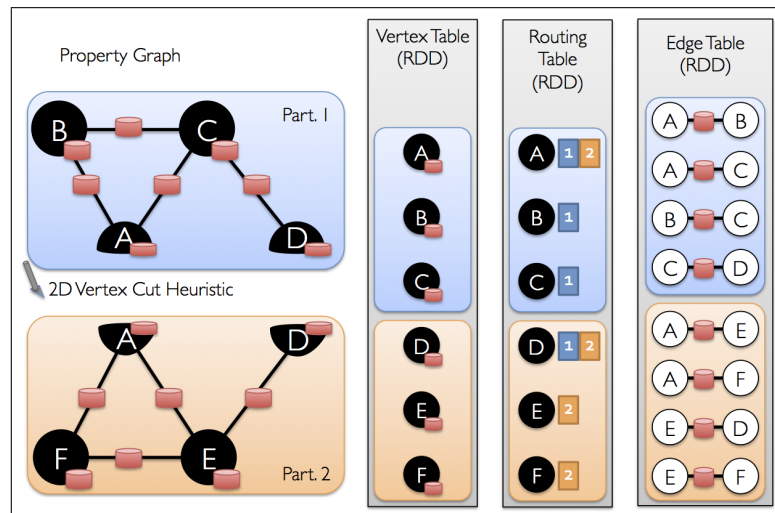 Property Graph
Part. 1
B
C
A
D
2D Vertex Cut Heuristic
A
D
F
E
Part. 2
Vertex Table
(RDD)
A
B
C
D
E
F
Routing
Table
(RDD)
A 1 2
B 1
C 1
D 1 2
E 2
F 2
Edge Table
(RDD)
A B
A C
B C
C D
A E
A F
E D
E F